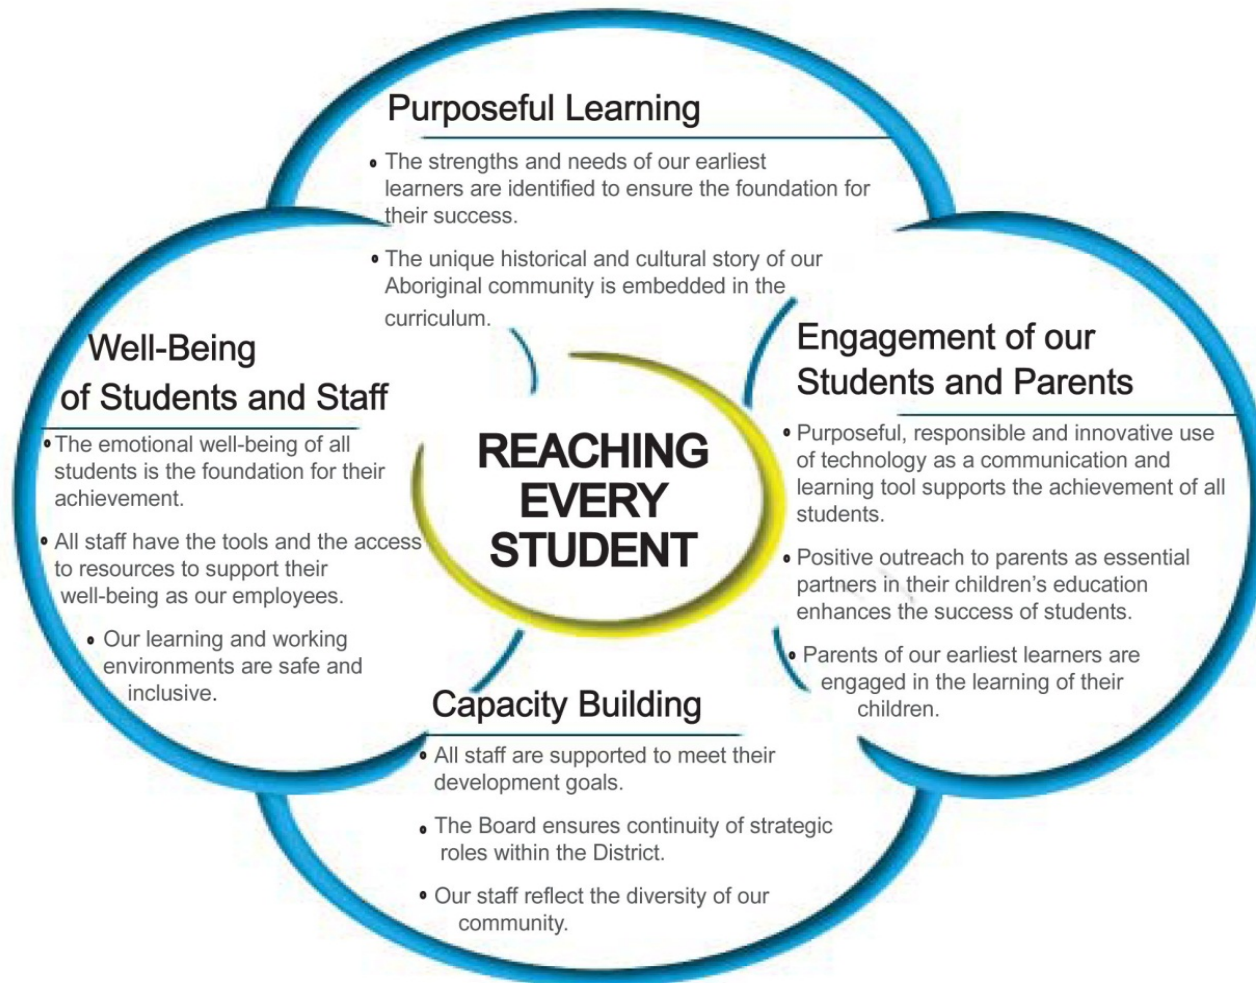 Purposeful Learning
• The strengths and needs of our earliest
learners are identified to ensure the foundation for
their success.
• The unique historical and cultural story of our
Aboriginal community is embedded in the
curriculum.
Well-Being
of Students and Staff
• The emotional well-being of all
students is the foundation for their
achievement.
• All staff have the tools and the access
to resources to support their
well-being as our employees.
• Our learning and working
environments are safe and
inclusive.
REACHING
EVERY
STUDENT
Engagement of our
Students and Parents
• Purposeful, responsible and innovative use
of technology as a communication and
learning tool supports the achievement of all
students.
• Positive outreach to parents as essential
partners in their children’s education
enhances the success of students.
• Parents of our earliest learners are
engaged in the learning of their
children.
Capacity Building
• All staff are supported to meet their
development goals.
• The Board ensures continuity of strategic
roles within the District.
• Our staff reflect the diversity of our
community.